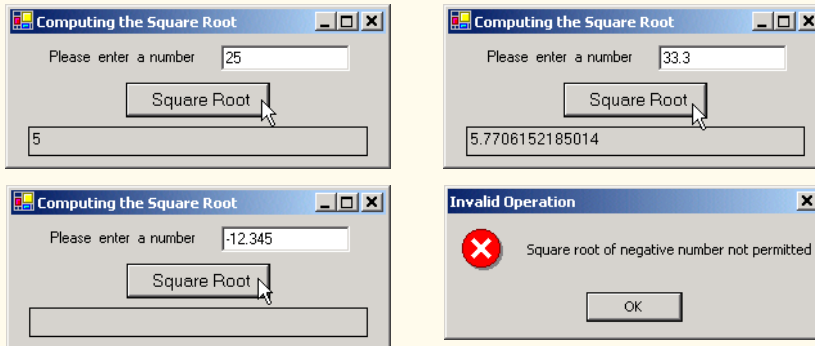 Computing the Square Root
Please enter a number 25
Square Root
5
Computing the Square Root
Please enter a number 33.3
Square Root
5.7706152185014
Computing the Square Root
Please enter a number -12.345
Square Root
Invalid Operation
Square root of negative number not permitted
OK